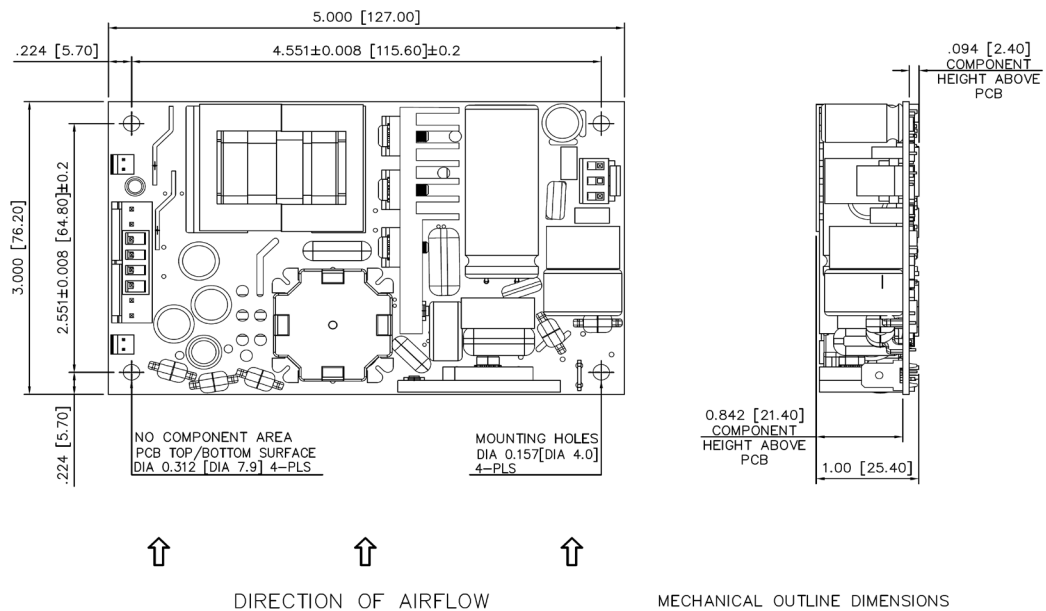 5.000 [127.00]
.224 [5.70]
4.551±0.008 [115.60]±0.2
.094 [2.40]
COMPONENT
HEIGHT ABOVE
PCB
3.000 [76.20]
2.551±0.008 [64.80]±0.2
.224 [5.70]
NO COMPONENT AREA
PCB TOP/BOTTOM SURFACE
DIA 0.312 [DIA 7.9] 4-PLS
MOUNTING HOLES
DIA 0.157[DIA 4.0]
4-PLS
0.842 [21.40]
COMPONENT
HEIGHT ABOVE
PCB
1.00 [25.40]
DIRECTION OF AIRFLOW
MECHANICAL OUTLINE DIMENSIONS